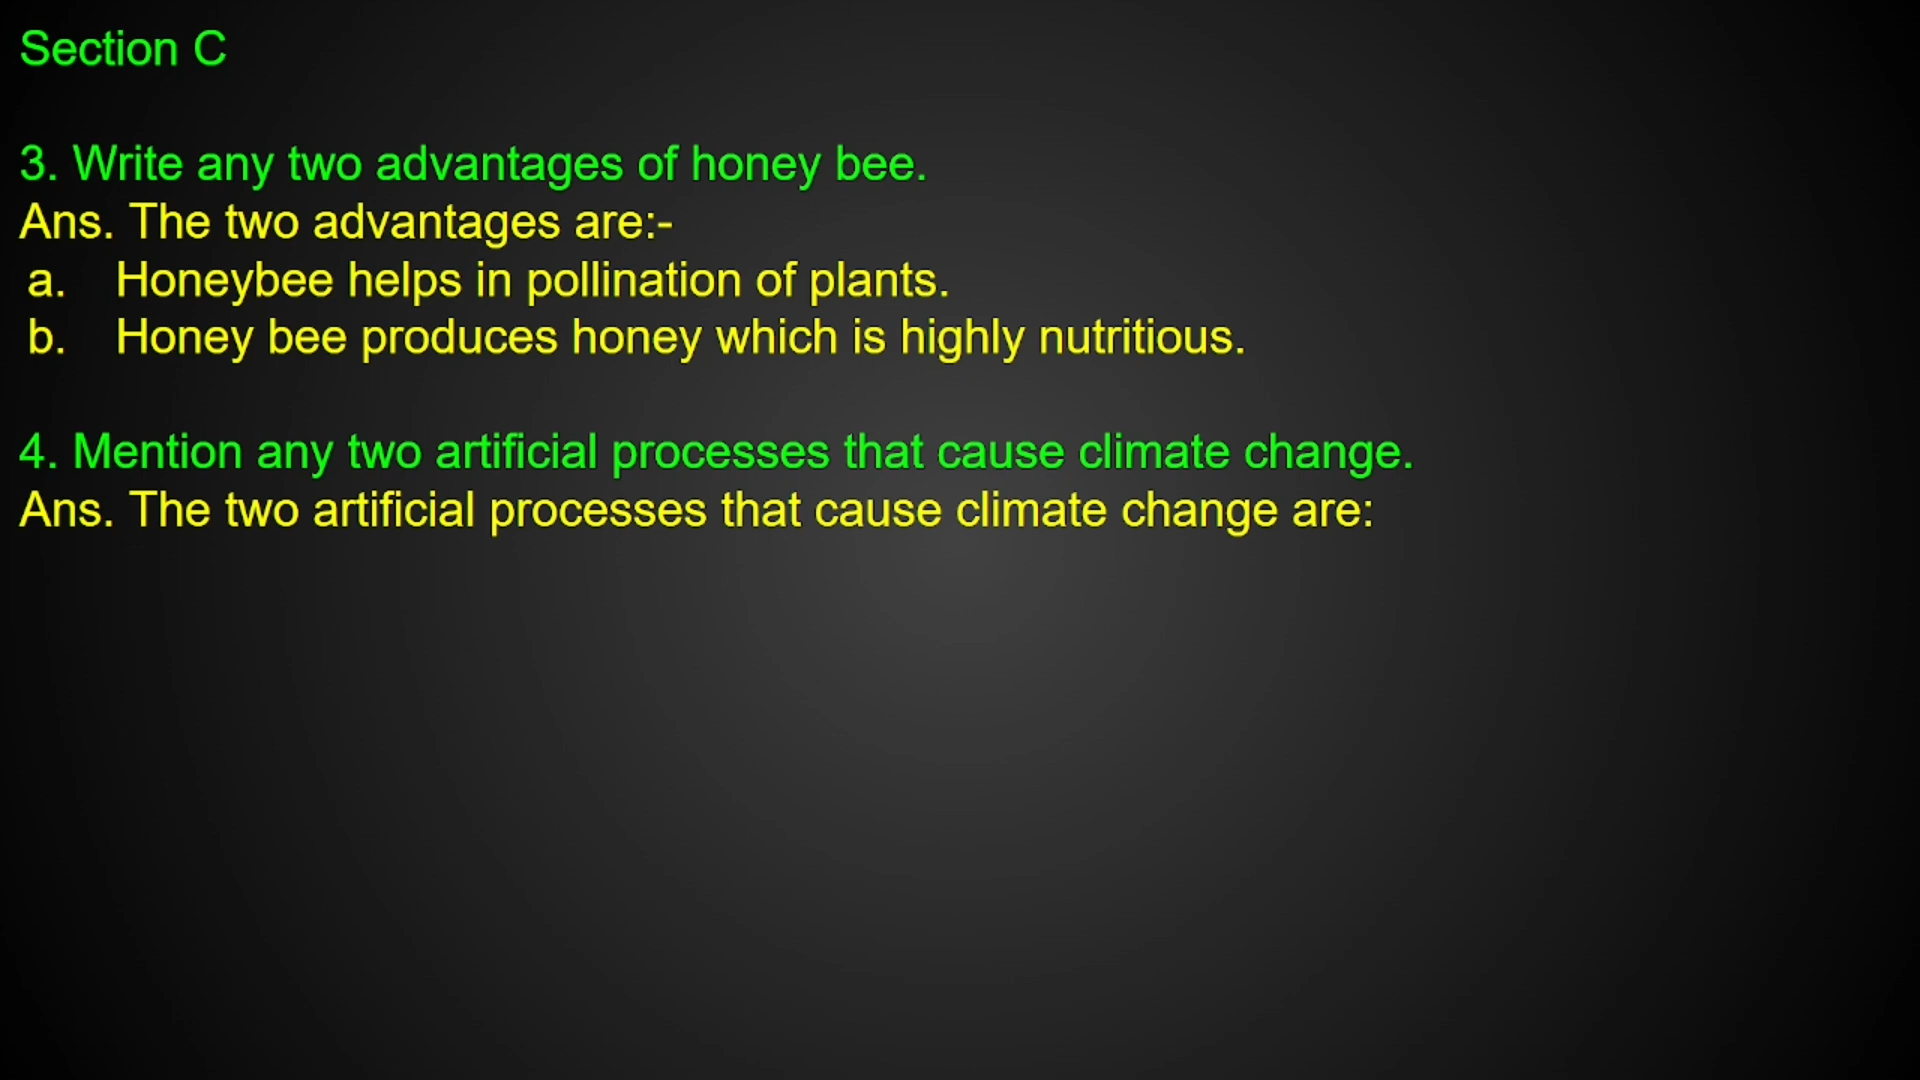 Section C
3. Write any two advantages of honey bee.
Ans. The two advantages are:-
a. Honeybee helps in pollination of plants.
b. Honey bee produces honey which is highly nutritious.
4. Mention any two artificial processes that cause climate change.
Ans. The two artificial processes that cause climate change are: